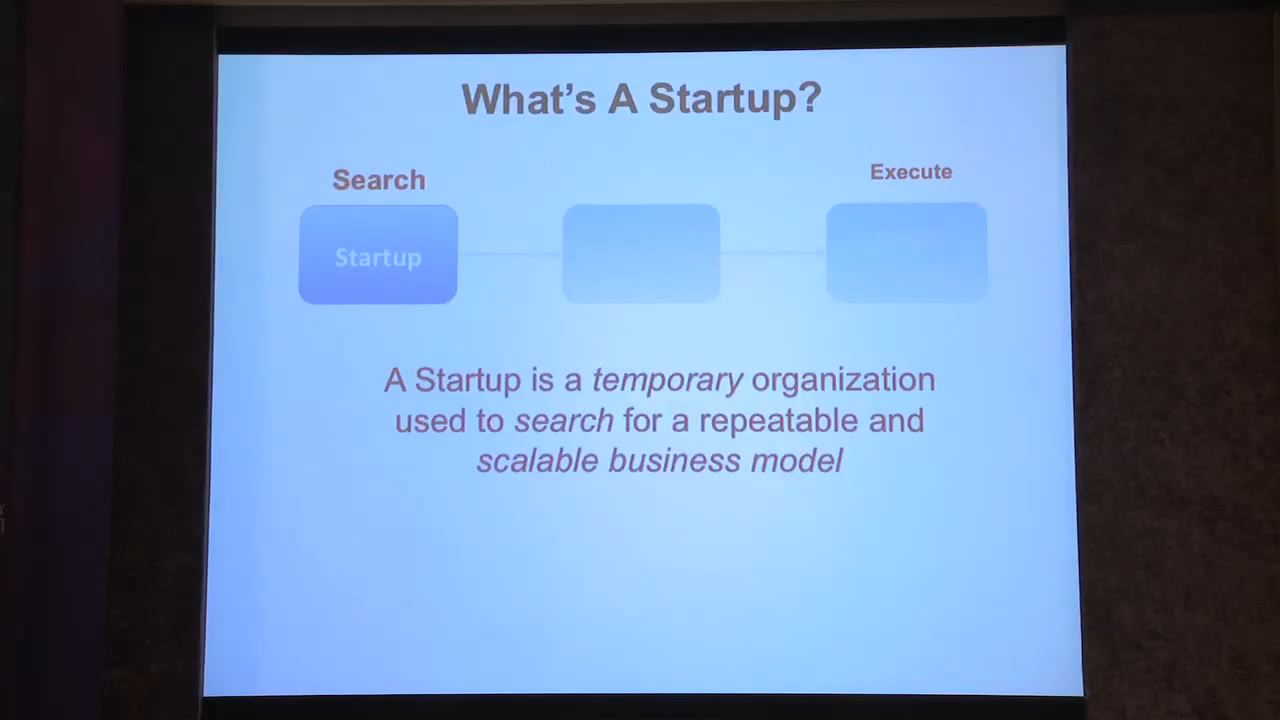 What's A Startup?
Search
Execute
Startup
A Startup is a temporary organization
used to search for a repeatable and
scalable business model